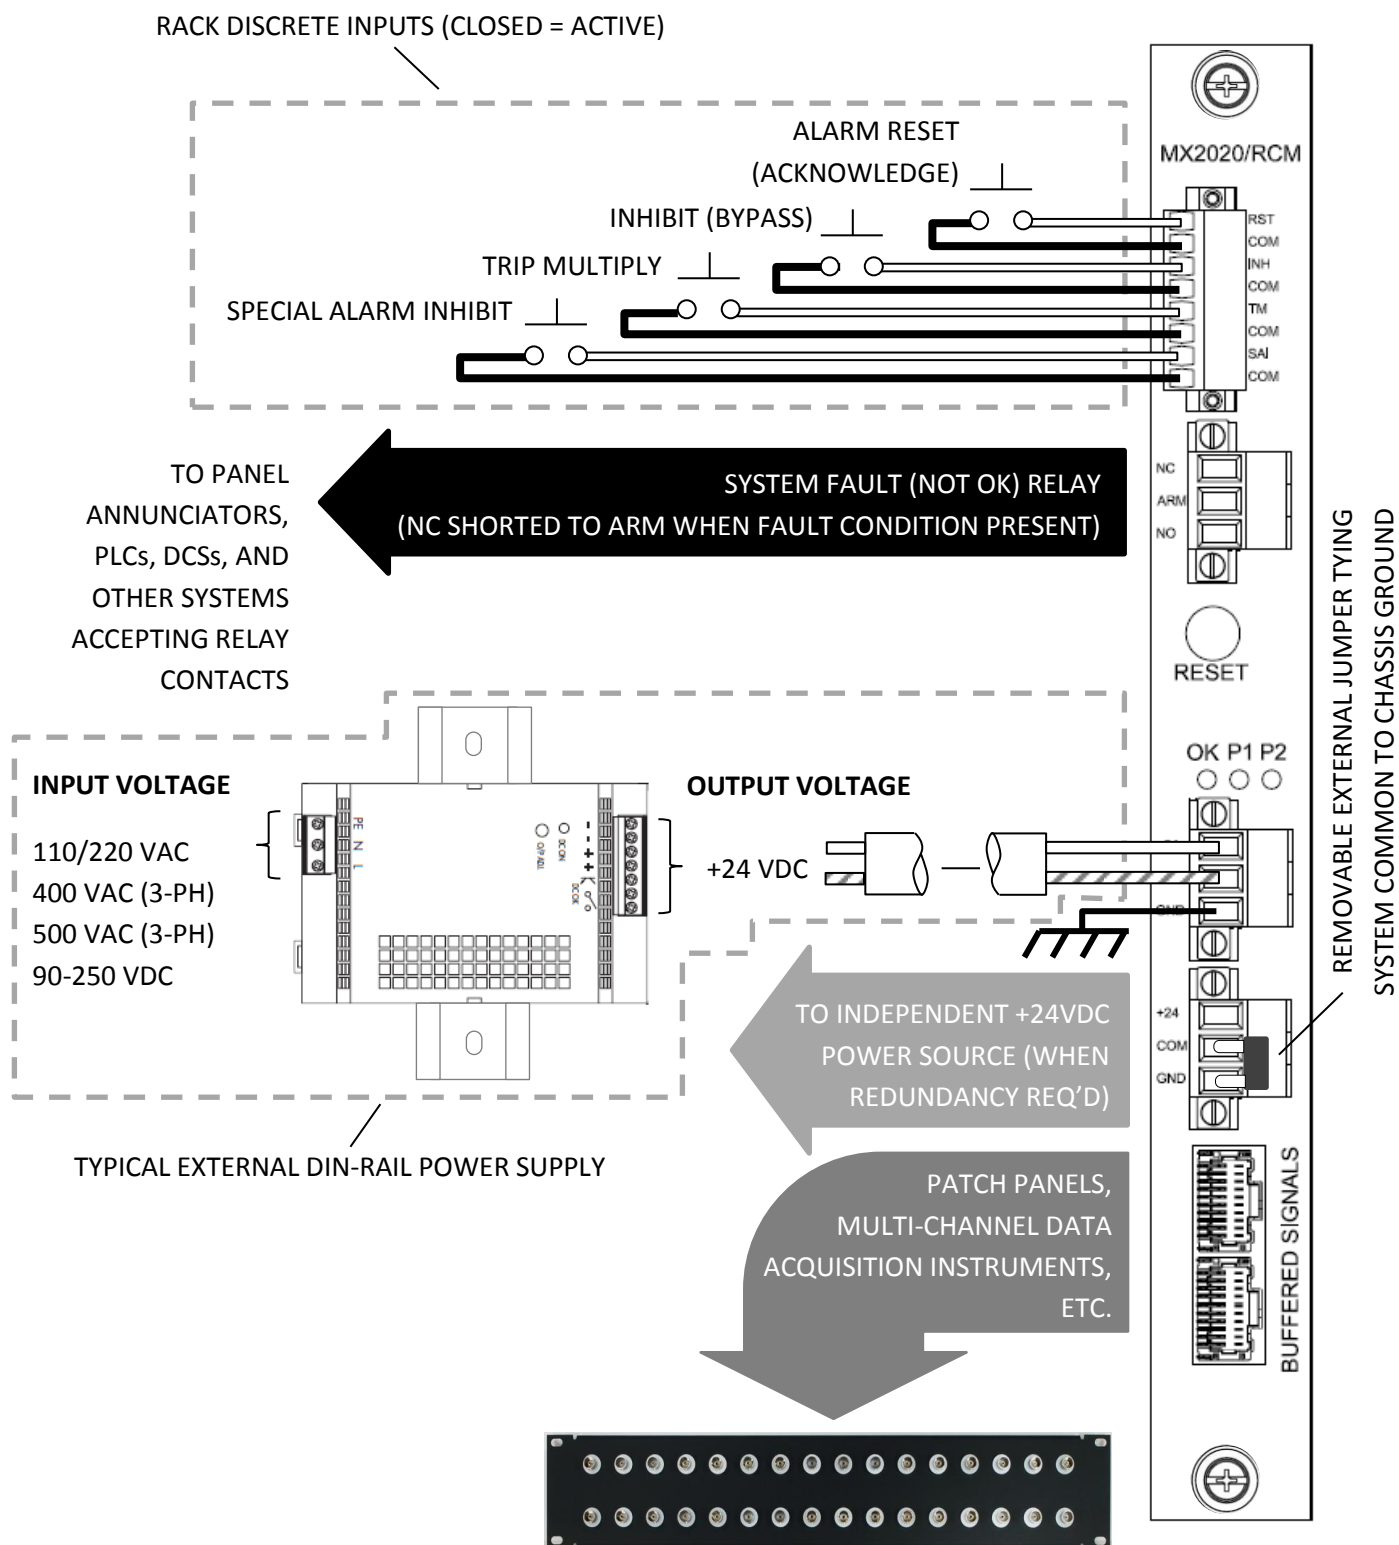 RACK DISCRETE INPUTS (CLOSED = ACTIVE)
ALARM RESET
(ACKNOWLEDGE)
INHIBIT (BYPASS)
TRIP MULTIPLY
SPECIAL ALARM INHIBIT
MX2020/RCM
RST
COM
INH
COM
TM
COM
SAI
COM
TO PANEL
ANNUNCIATORS,
PLCs, DCSs, AND
OTHER SYSTEMS
ACCEPTING RELAY
CONTACTS
SYSTEM FAULT (NOT OK) RELAY
(NC SHORTED TO ARM WHEN FAULT CONDITION PRESENT)
NC
ARM
NO
RESET
REMOVABLE EXTERNAL JUMPER TYING
SYSTEM COMMON TO CHASSIS GROUND
OK P1 P2
INPUT VOLTAGE
110/220 VAC
400 VAC (3-PH)
500 VAC (3-PH)
90-250 VDC
PE
N
L
O/P ADJ.
DC ON
- - + +
DC OK
OUTPUT VOLTAGE
+24 VDC
GND
+24
COM
GND
TO INDEPENDENT +24VDC
POWER SOURCE (WHEN
REDUNDANCY REQ’D)
TYPICAL EXTERNAL DIN-RAIL POWER SUPPLY
PATCH PANELS,
MULTI-CHANNEL DATA
ACQUISITION INSTRUMENTS,
ETC.
BUFFERED SIGNALS